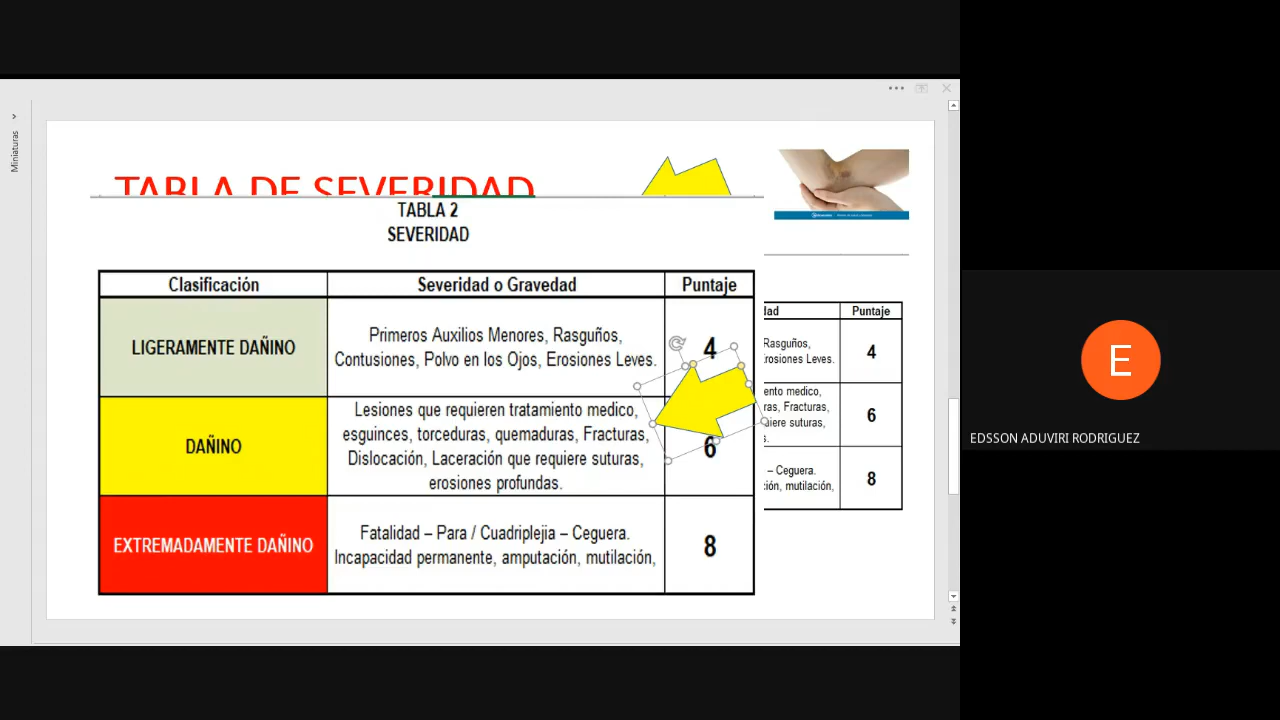 Miniaturas
TABLA DE SEVERIDAD
TABLA 2
SEVERIDAD
Clasificación Severidad o Gravedad Puntaje
LIGERAMENTE DAÑINO
Primeros Auxilios Menores, Rasguños,
Contusiones, Polvo en los Ojos, Erosiones Leves.
4
DAÑINO
Lesiones que requieren tratamiento medico,
esguinces, torceduras, quemaduras, Fracturas,
Dislocación, Laceración que requiere suturas,
erosiones profundas.
6
EXTREMADAMENTE DAÑINO
Fatalidad – Para / Cuadriplejia – Ceguera.
Incapacidad permanente, amputación, mutilación,
8
dad Puntaje
Rasguños,
Erosiones Leves.
4
ento medico,
ras, Fracturas,
uiere suturas,
s.
6
– Ceguera.
ción, mutilación,
8
E
EDSSON ADUVIRI RODRIGUEZ